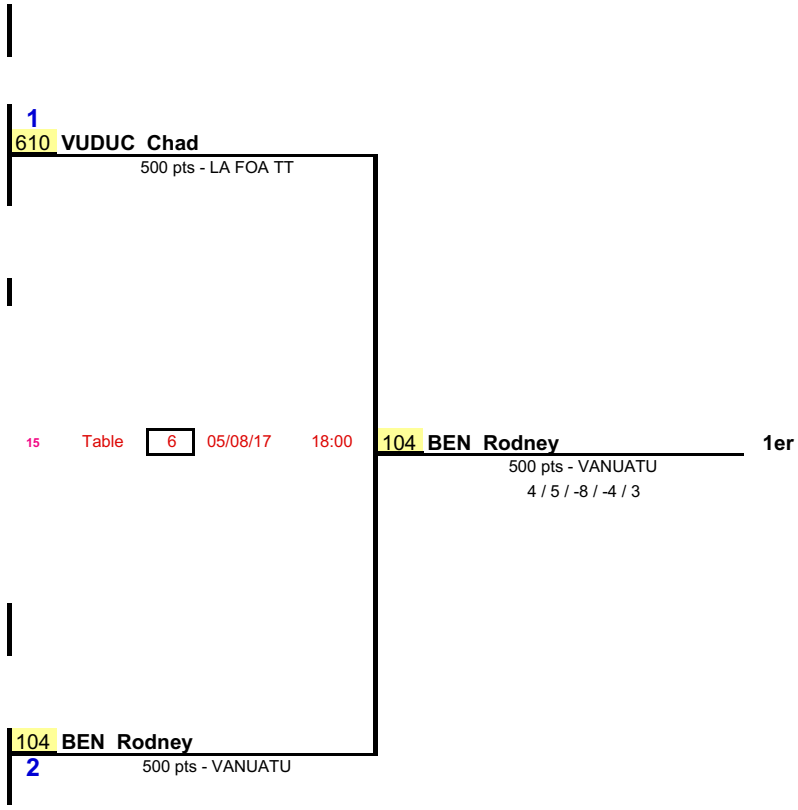 1
610 VUDUC Chad
500 pts - LA FOA TT
15 Table 6 05/08/17 18:00 104 BEN Rodney 1er
500 pts - VANUATU
4 / 5 / -8 / -4 / 3
104 BEN Rodney
2 500 pts - VANUATU